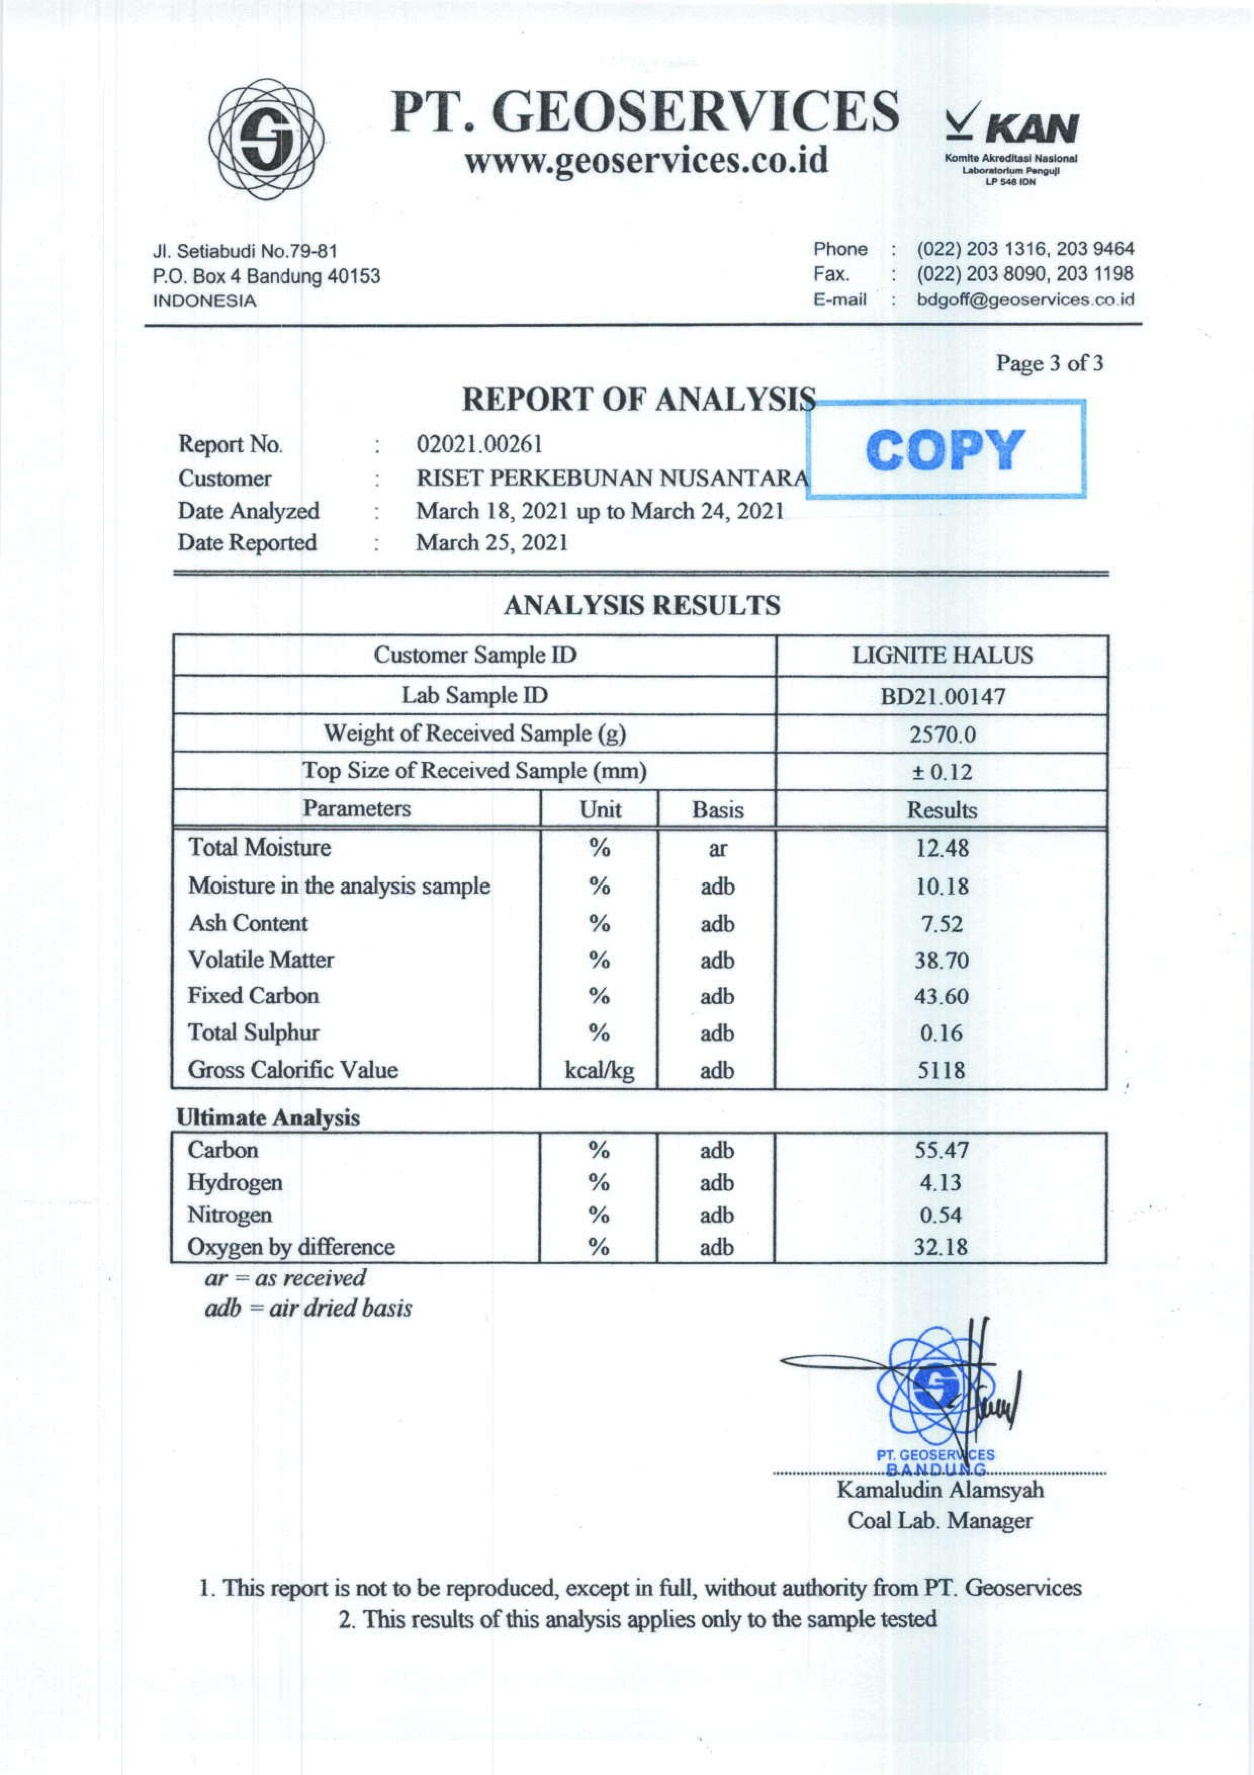 PT. GEOSERVICES
www.geoservices.co.id
KAN
Komite Akreditasi Nasional
Laboratorium Penguji
LP 548 IDN
Jl. Setiabudi No.79-81
P.O. Box 4 Bandung 40153
INDONESIA
Phone : (022) 203 1316, 203 9464
Fax. : (022) 203 8090, 203 1198
E-mail : bdgoff@geoservices.co.id
Page 3 of 3
REPORT OF ANALYSIS
COPY
Report No. : 02021.00261
Customer : RISET PERKEBUNAN NUSANTARA
Date Analyzed : March 18, 2021 up to March 24, 2021
Date Reported : March 25, 2021
ANALYSIS RESULTS
Customer Sample ID LIGNITE HALUS
Lab Sample ID BD21.00147
Weight of Received Sample (g) 2570.0
Top Size of Received Sample (mm) ± 0.12
Parameters Unit Basis Results
Total Moisture % ar 12.48
Moisture in the analysis sample % adb 10.18
Ash Content % adb 7.52
Volatile Matter % adb 38.70
Fixed Carbon % adb 43.60
Total Sulphur % adb 0.16
Gross Calorific Value kcal/kg adb 5118
Ultimate Analysis
Carbon % adb 55.47
Hydrogen % adb 4.13
Nitrogen % adb 0.54
Oxygen by difference % adb 32.18
ar = as received
adb = air dried basis
PT. GEOSERVICES
BANDUNG
Kamaludin Alamsyah
Coal Lab. Manager
1. This report is not to be reproduced, except in full, without authority from PT. Geoservices
2. This results of this analysis applies only to the sample tested